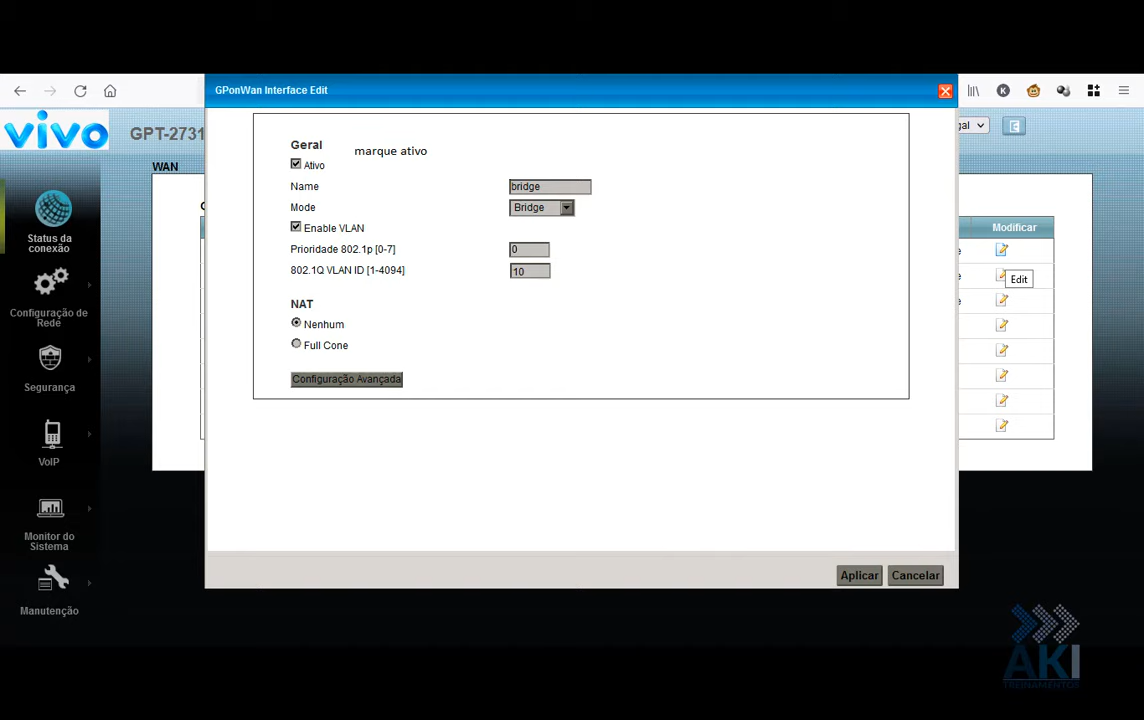 GPonWan Interface Edit
vivo
GPT-2731
gal
WAN
Geral
marque ativo
Ativo
Name
bridge
Mode
Bridge
Enable VLAN
Prioridade 802.1p [0-7]
0
802.1Q VLAN ID [1-4094]
10
NAT
Nenhum
Full Cone
Configuração Avançada
Modificar
Edit
Status da
conexão
Configuração de
Rede
Segurança
VoIP
Monitor do
Sistema
Manutenção
Aplicar
Cancelar
AKI
TREINAMENTOS